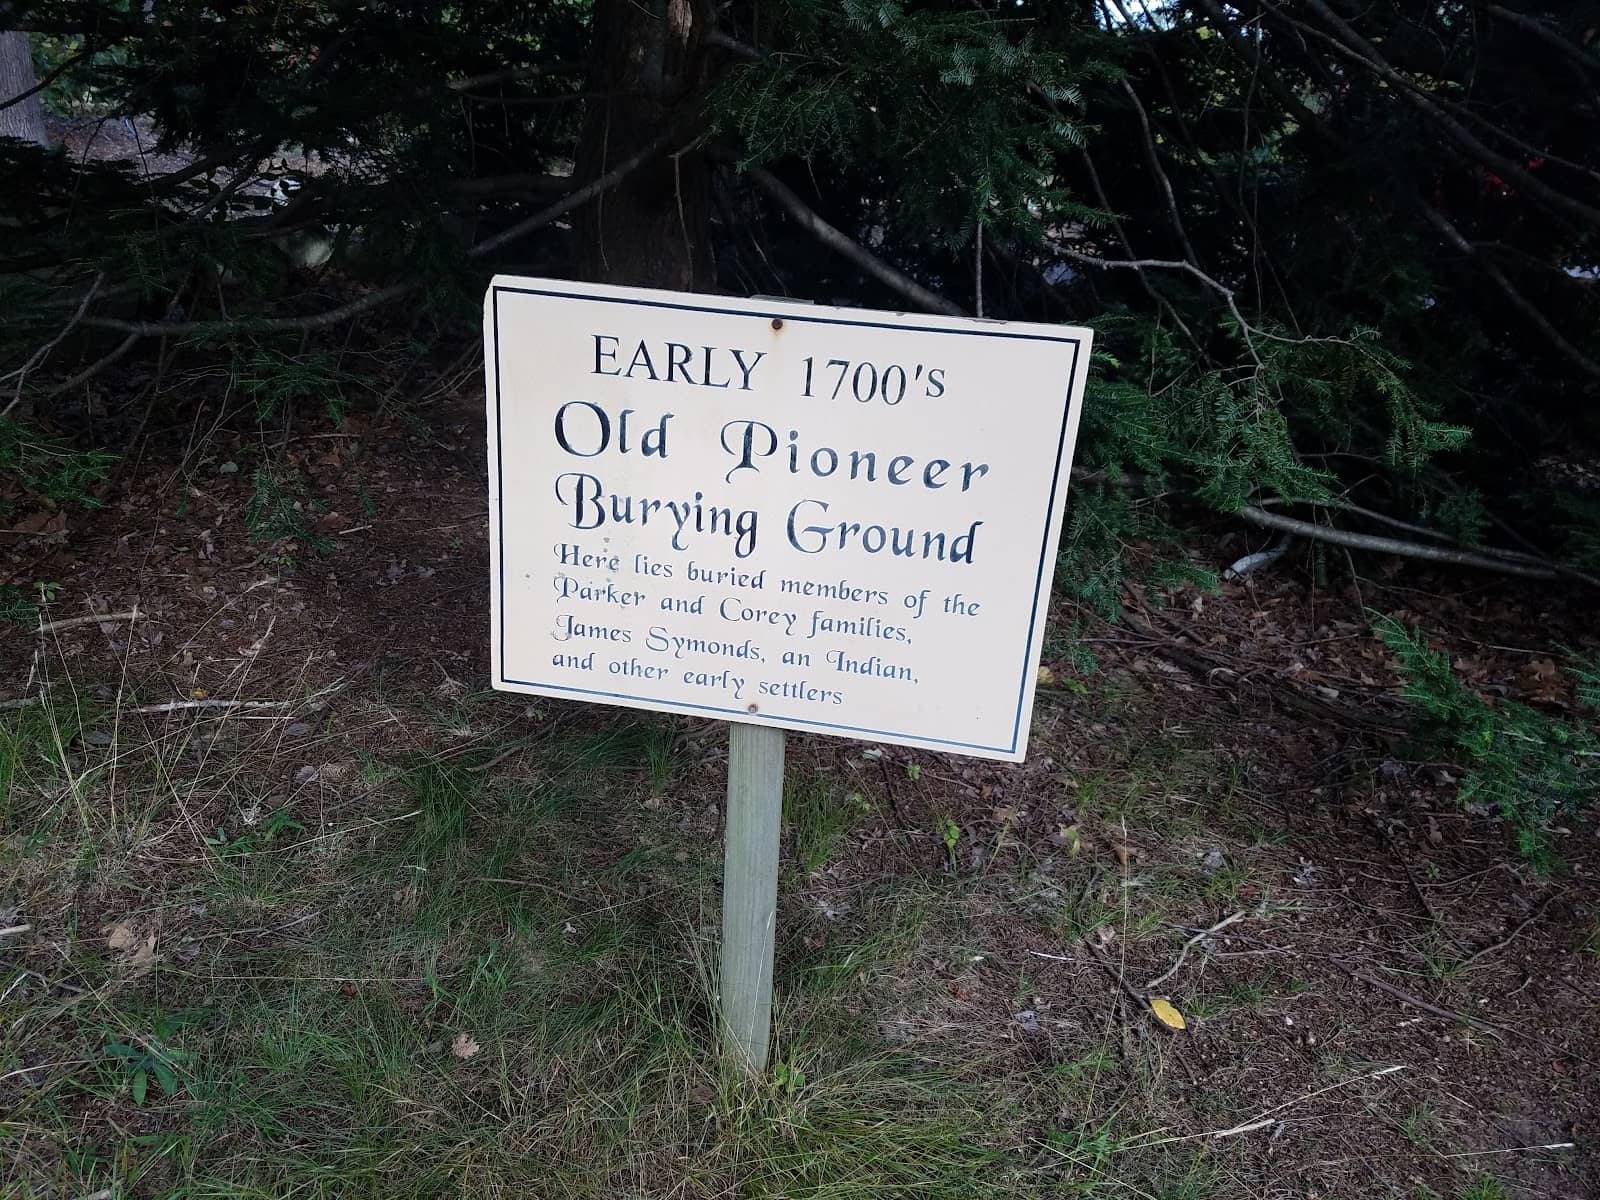 EARLY 1700's
Old Pioneer
Burying Ground
Here lies buried members of the
Parker and Corey families,
James Symonds, an Indian,
and other early settlers